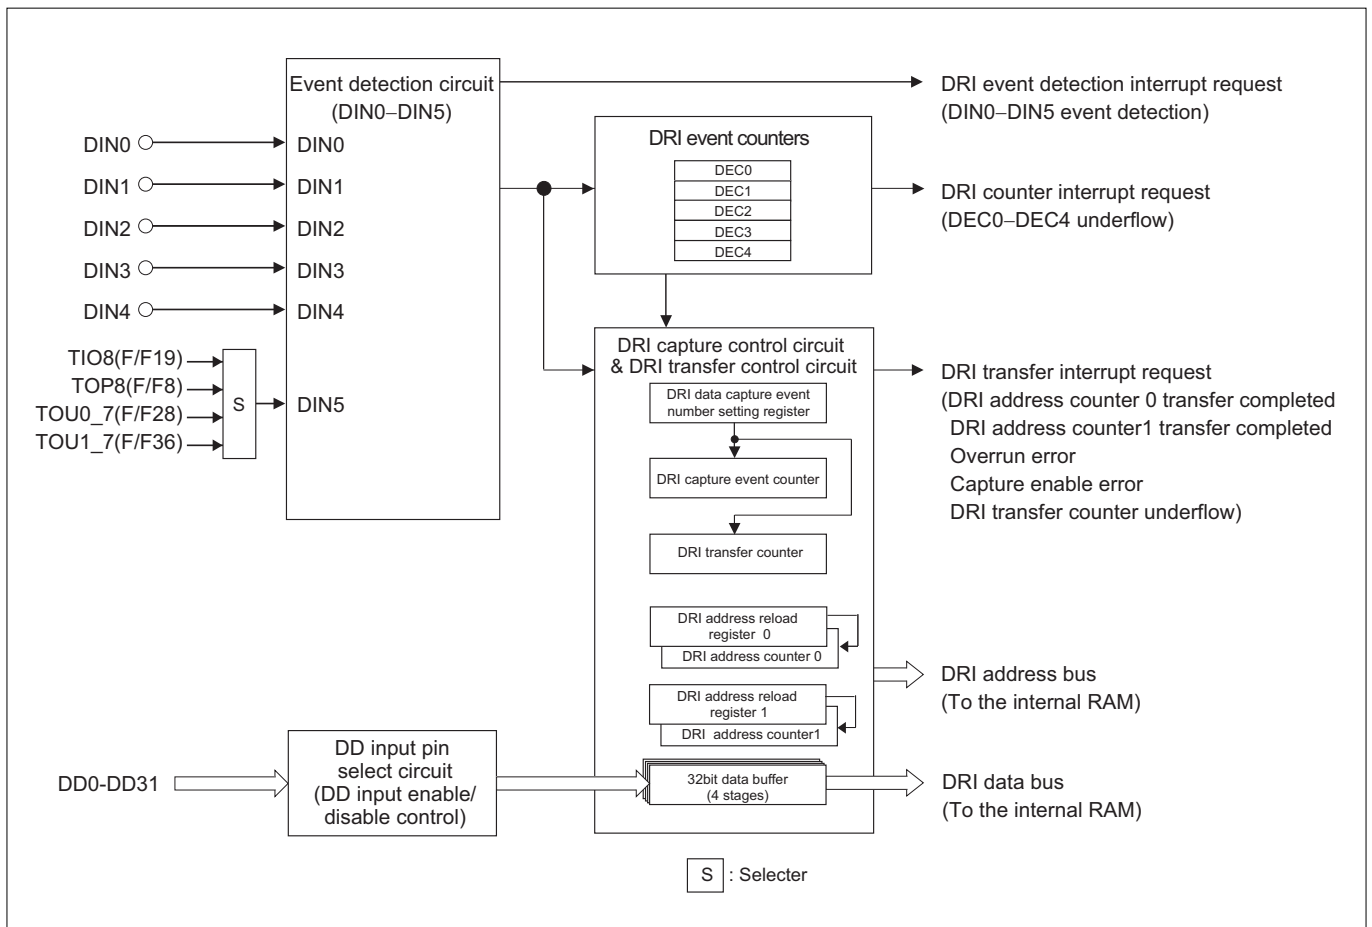 Event detection circuit
(DIN0–DIN5)
DIN0
DIN1
DIN2
DIN3
DIN4
TIO8(F/F19)
TOP8(F/F8)
TOU0_7(F/F28)
TOU1_7(F/F36)
S
DIN0
DIN1
DIN2
DIN3
DIN4
DIN5
DRI event detection interrupt request
(DIN0–DIN5 event detection)
DRI event counters
DEC0
DEC1
DEC2
DEC3
DEC4
DRI counter interrupt request
(DEC0–DEC4 underflow)
DRI capture control circuit
& DRI transfer control circuit
DRI data capture event
number setting register
DRI capture event counter
DRI transfer counter
DRI transfer interrupt request
(DRI address counter 0 transfer completed
DRI address counter1 transfer completed
Overrun error
Capture enable error
DRI transfer counter underflow)
DRI address reload
register 0
DRI address counter 0
DRI address reload
register 1
DRI address counter1
DRI address bus
(To the internal RAM)
DD0-DD31
DD input pin
select circuit
(DD input enable/
disable control)
32bit data buffer
(4 stages)
DRI data bus
(To the internal RAM)
S : Selecter